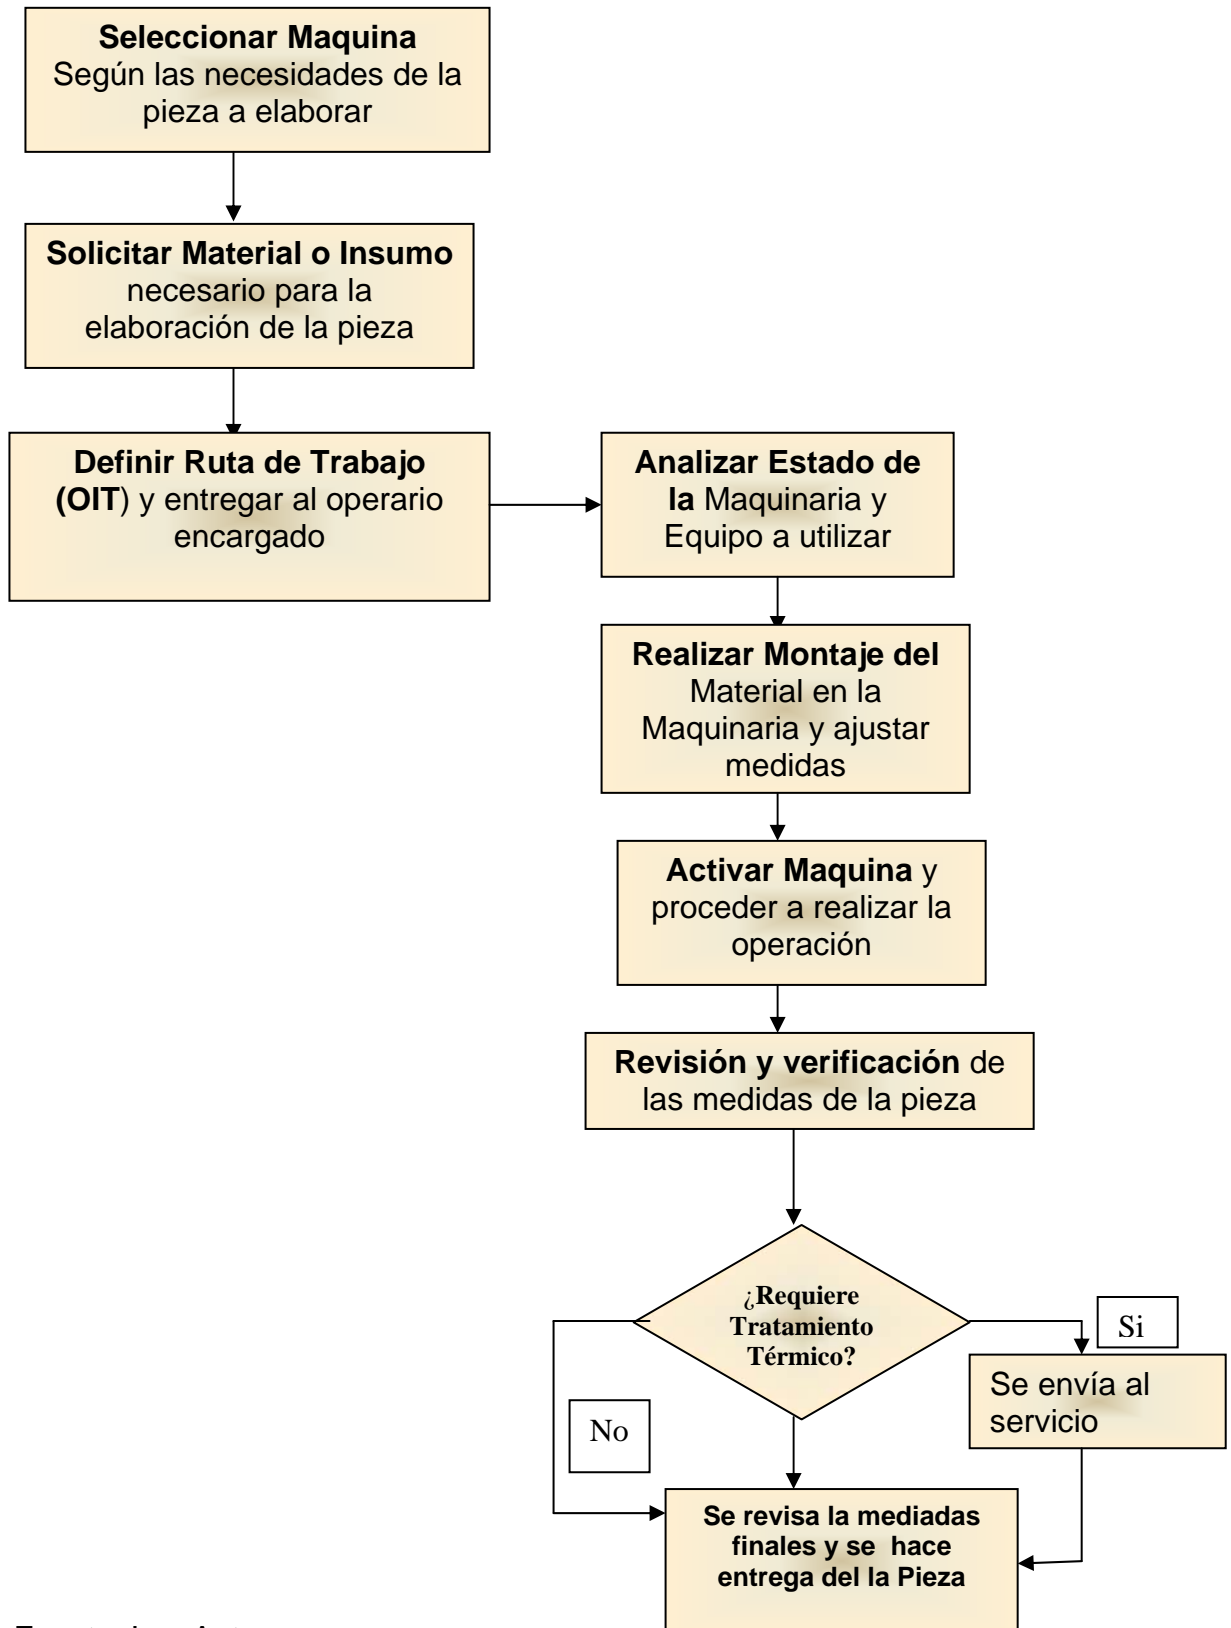 Seleccionar Maquina
Según las necesidades de la
pieza a elaborar
Solicitar Material o Insumo
necesario para la
elaboración de la pieza
Definir Ruta de Trabajo
(OIT) y entregar al operario
encargado
Analizar Estado de
la Maquinaria y
Equipo a utilizar
Realizar Montaje del
Material en la
Maquinaria y ajustar
medidas
Activar Maquina y
proceder a realizar la
operación
Revisión y verificación de
las medidas de la pieza
¿Requiere
Tratamiento
Térmico?
Si
Se envía al
servicio
No
Se revisa la mediadas
finales y se hace
entrega del la Pieza